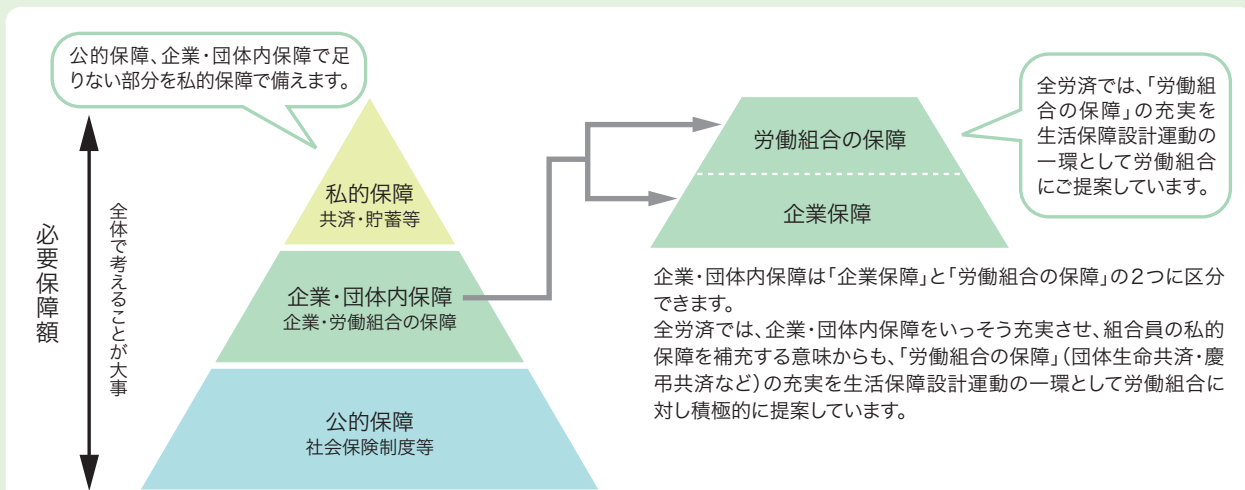 公的保障、企業・団体内保障で足
りない部分を私的保障で備えます。
必要保障額
全体で考えることが大事
私的保障
共済・貯蓄等
企業・団体内保障
企業・労働組合の保障
公的保障
社会保険制度等
労働組合の保障
企業保障
全労済では、「労働組
合の保障」の充実を
生活保障設計運動の
一環として労働組合
にご提案しています。
企業・団体内保障は「企業保障」と「労働組合の保障」の2つに区分
できます。
全労済では、企業・団体内保障をいっそう充実させ、組合員の私的
保障を補充する意味からも、「労働組合の保障」(団体生命共済・慶
弔共済など)の充実を生活保障設計運動の一環として労働組合に
対し積極的に提案しています。